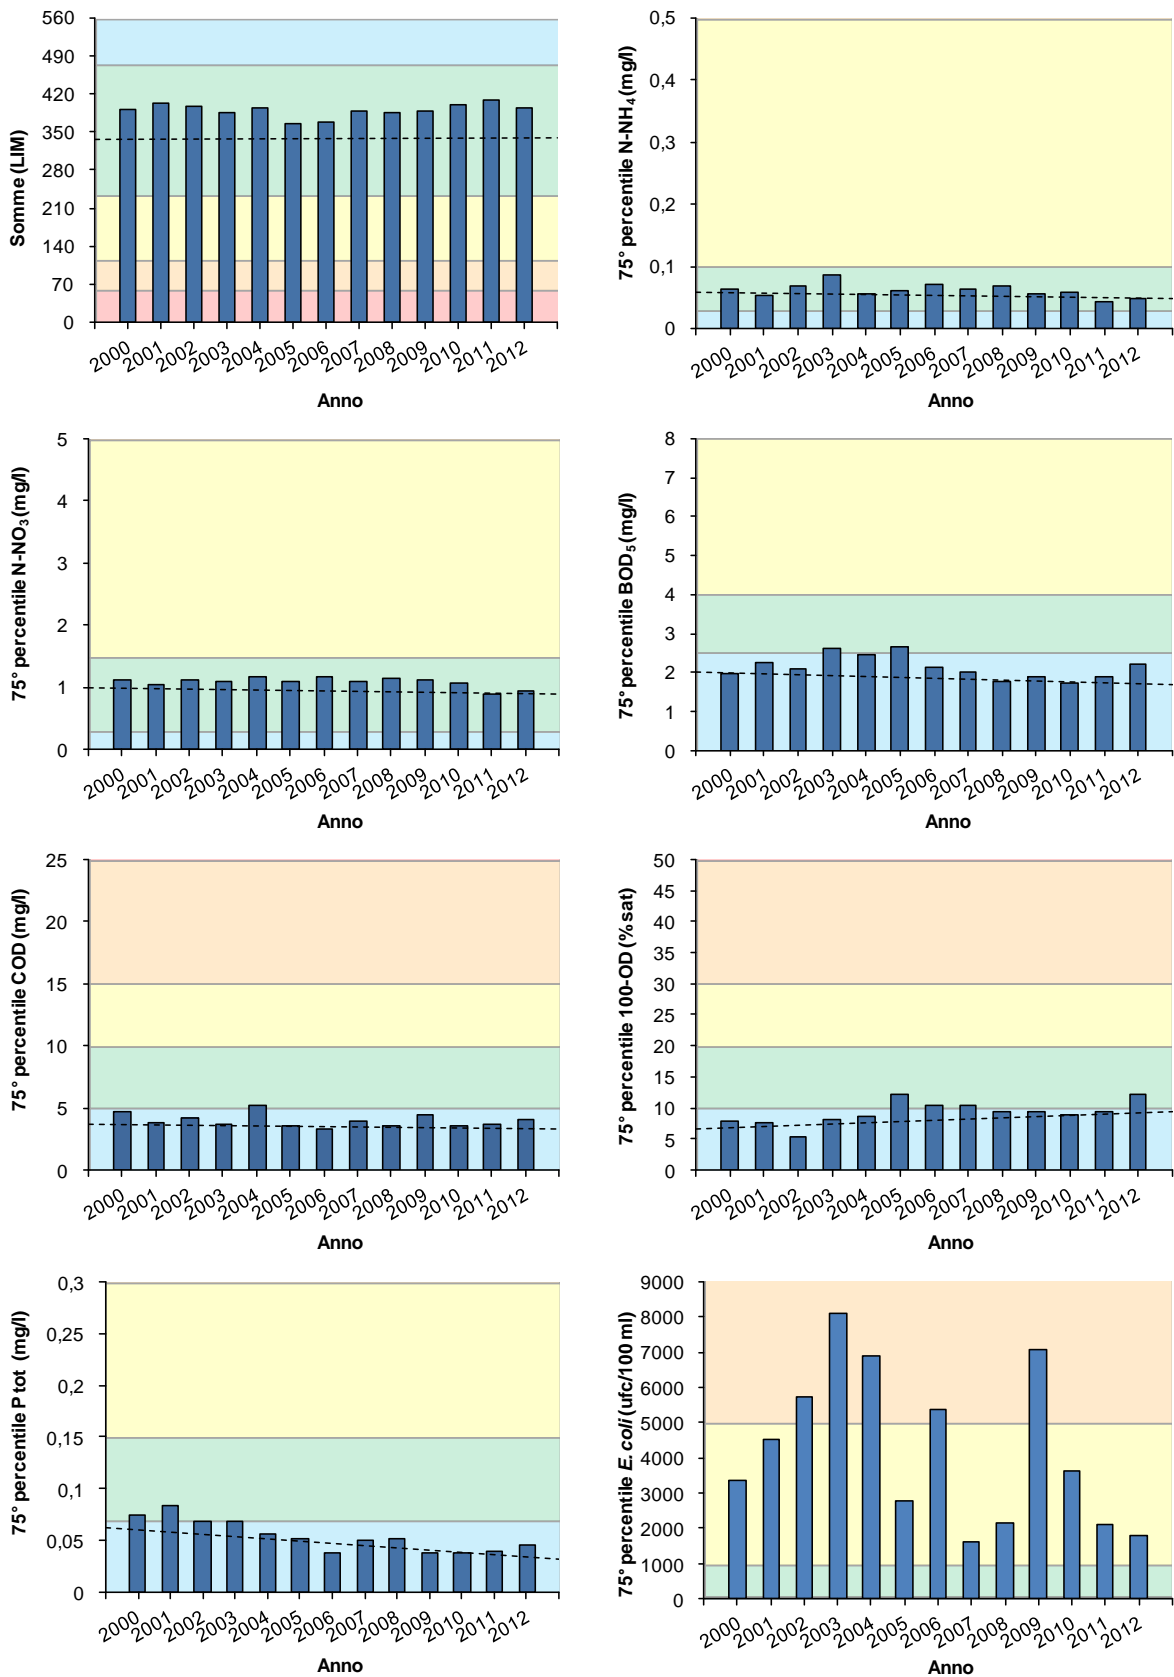 Somme (LIM)
560
490
420
350
280
210
140
70
0
2000 2001 2002 2003 2004 2005 2006 2007 2008 2009 2010 2011 2012
Anno
75° percentile N-NH₄ (mg/l)
0,5
0,4
0,3
0,2
0,1
0
2000 2001 2002 2003 2004 2005 2006 2007 2008 2009 2010 2011 2012
Anno
75° percentile N-NO₃ (mg/l)
5
4
3
2
1
0
2000 2001 2002 2003 2004 2005 2006 2007 2008 2009 2010 2011 2012
Anno
75° percentile BOD₅ (mg/l)
8
7
6
5
4
3
2
1
0
2000 2001 2002 2003 2004 2005 2006 2007 2008 2009 2010 2011 2012
Anno
75° percentile COD (mg/l)
25
20
15
10
5
0
2000 2001 2002 2003 2004 2005 2006 2007 2008 2009 2010 2011 2012
Anno
75° percentile 100-OD (% sat)
50
45
40
35
30
25
20
15
10
5
0
2000 2001 2002 2003 2004 2005 2006 2007 2008 2009 2010 2011 2012
Anno
75° percentile P tot (mg/l)
0,3
0,25
0,2
0,15
0,1
0,05
0
2000 2001 2002 2003 2004 2005 2006 2007 2008 2009 2010 2011 2012
Anno
75° percentile E.coli (ufc/100 ml)
9000
8000
7000
6000
5000
4000
3000
2000
1000
0
2000 2001 2002 2003 2004 2005 2006 2007 2008 2009 2010 2011 2012
Anno